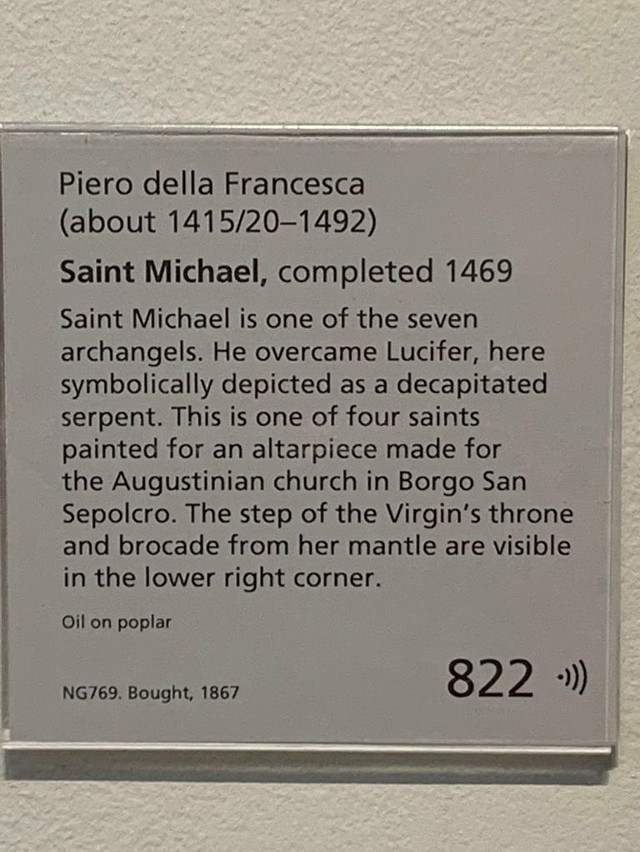 Piero della Francesca
(about 1415/20–1492)
Saint Michael, completed 1469
Saint Michael is one of the seven
archangels. He overcame Lucifer, here
symbolically depicted as a decapitated
serpent. This is one of four saints
painted for an altarpiece made for
the Augustinian church in Borgo San
Sepolcro. The step of the Virgin's throne
and brocade from her mantle are visible
in the lower right corner.
Oil on poplar
NG769. Bought, 1867
822